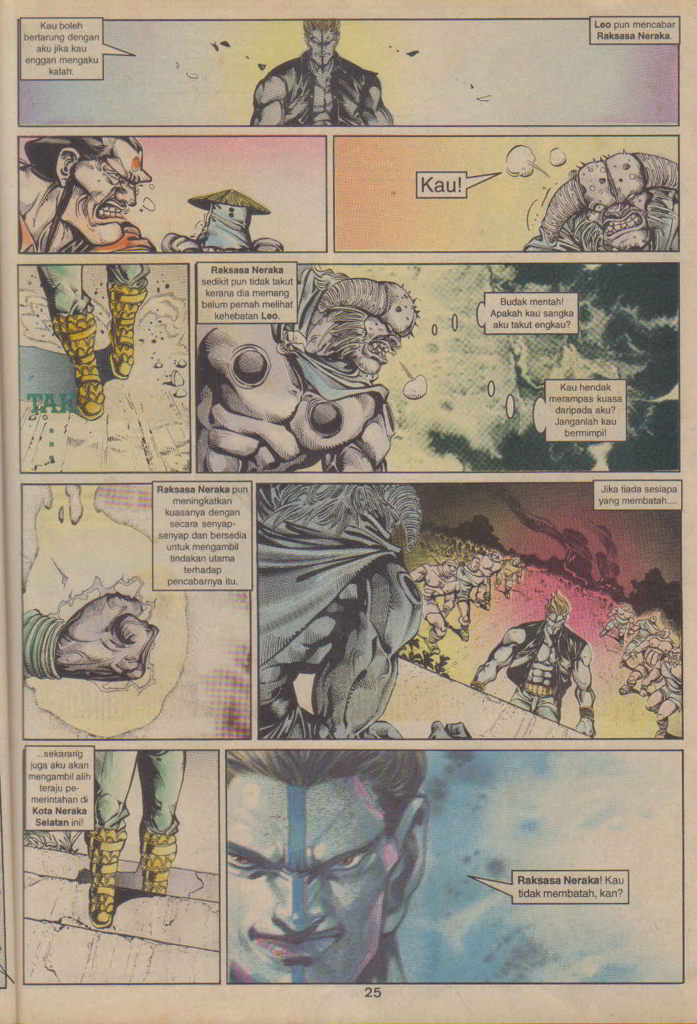 Kau boleh
bertarung dengan
aku jika kau
enggan mengaku
kalah.
Leo pun mencabar
Raksasa Neraka.
Kau!
TAK
Raksasa Neraka
sedikit pun tidak takut
kerana dia memang
belum pernah melihat
kehebatan Leo.
Budak mentah!
Apakah kau sangka
aku takut engkau?
Kau hendak
merampas kuasa
daripada aku?
Janganlah kau
bermimpi!
Raksasa Neraka pun
meningkatkan
kuasanya dengan
secara senyap-
senyap dan bersedia
untuk mengambil
tindakan utama
terhadap
pencabarnya itu.
Jika tiada sesiapa
yang membatah....
...sekarang
juga aku akan
mengambil alih
teraju pe-
merintahan di
Kota Neraka
Selatan ini!
Raksasa Neraka! Kau
tidak membatah, kan?
25